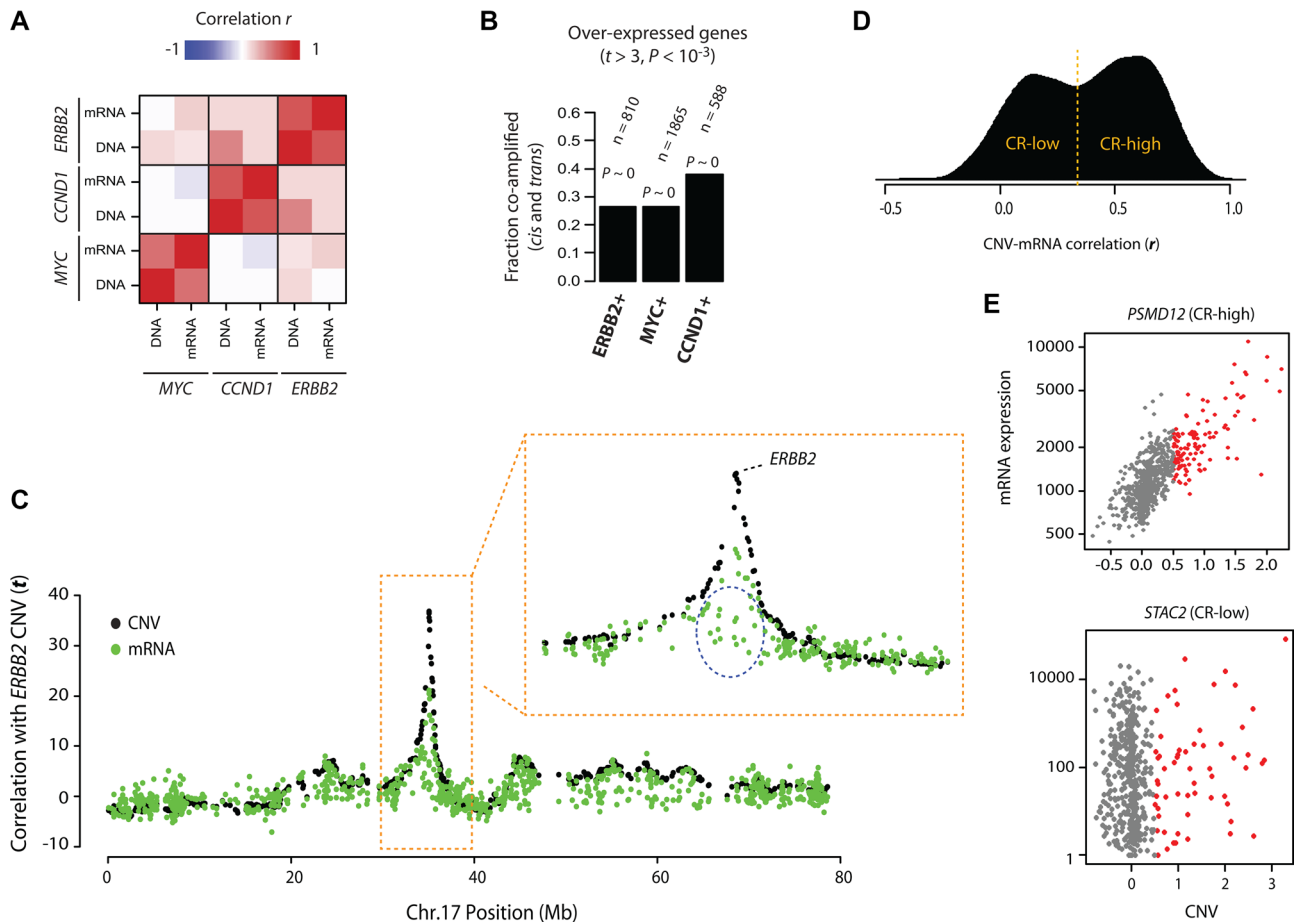 A
Correlation r
-1
1
ERBB2
mRNA
DNA
CCND1
mRNA
DNA
MYC
mRNA
DNA
DNA
mRNA
DNA
mRNA
DNA
mRNA
MYC
CCND1
ERBB2
B
Over-expressed genes
(t > 3, P < 10-3)
Fraction co-amplified
(cis and trans)
0.6
0.5
0.4
0.3
0.2
0.1
0.0
n = 810
n = 1865
n = 588
P ~ 0
P ~ 0
P ~ 0
ERBB2+
MYC+
CCND1+
D
CR-low
CR-high
-0.5
0.0
0.5
1.0
CNV-mRNA correlation (r)
E
PSMD12 (CR-high)
mRNA expression
10000
5000
2000
1000
500
-0.5
0.0
0.5
1.0
1.5
2.0
STAC2 (CR-low)
10000
100
1
0
1
2
3
CNV
C
Correlation with ERBB2 CNV (t)
40
30
20
10
0
-10
CNV
mRNA
ERBB2
0
20
40
60
80
Chr.17 Position (Mb)